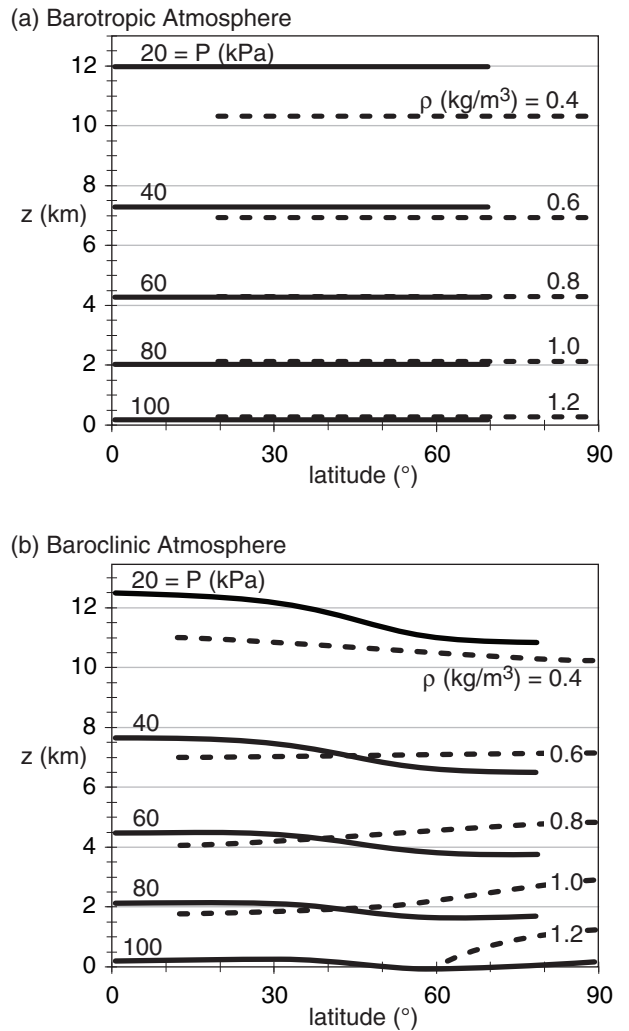 (a) Barotropic Atmosphere
20 = P (kPa)
12
ρ (kg/m³) = 0.4
10
8
40
0.6
z (km)
6
60
0.8
4
80
1.0
2
100
1.2
0
0 30 60 90
latitude (°)
(b) Baroclinic Atmosphere
20 = P (kPa)
12
10
ρ (kg/m³) = 0.4
8
40
z (km)
0.6
6
60
0.8
4
80
1.0
2
100
1.2
0
0 30 60 90
latitude (°)